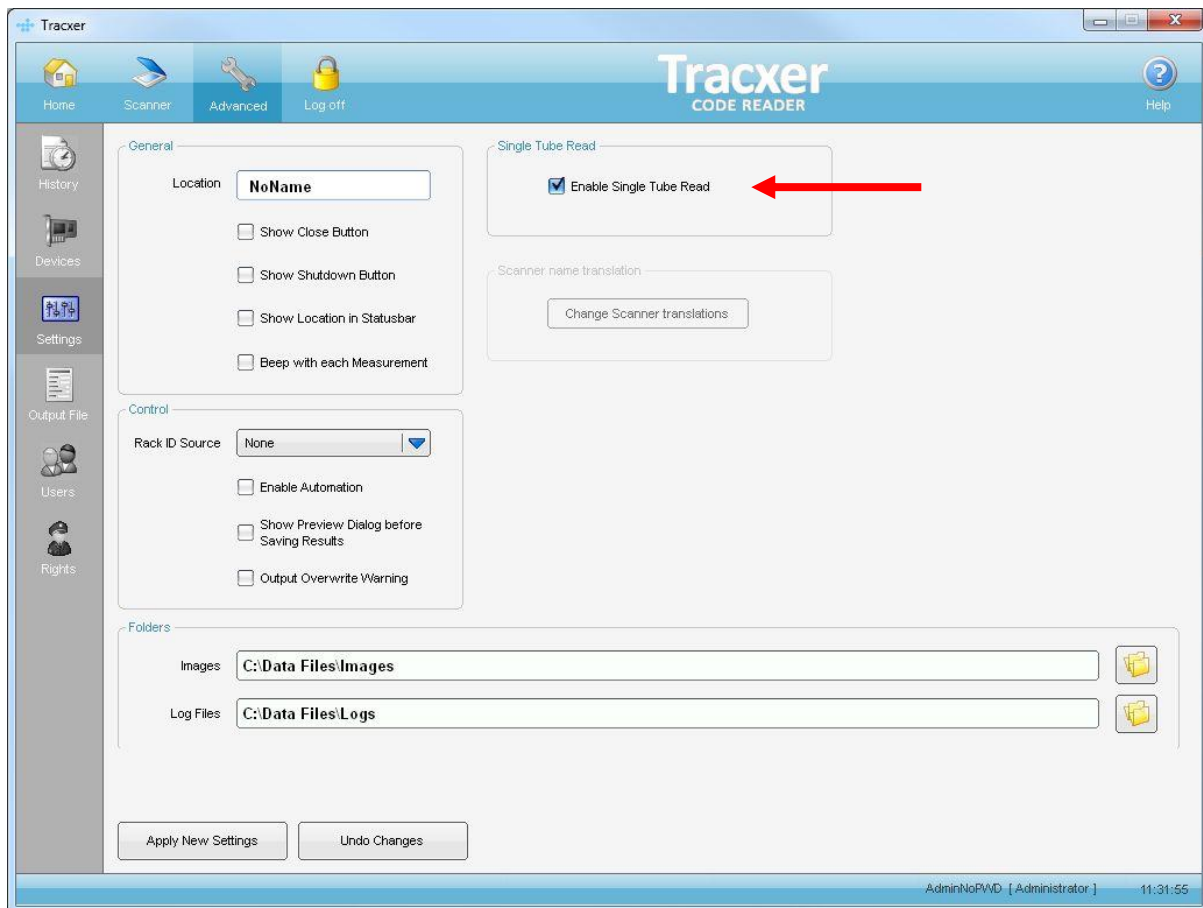 Tracxer
Home
Scanner
Advanced
Log off
Tracxer
CODE READER
Help
History
Devices
Settings
Output File
Users
Rights
General
Location
NoName
Show Close Button
Show Shutdown Button
Show Location in Statusbar
Beep with each Measurement
Single Tube Read
Enable Single Tube Read
Scanner name translation
Change Scanner translations
Control
Rack ID Source
None
Enable Automation
Show Preview Dialog before
Saving Results
Output Overwrite Warning
Folders
Images
C:\Data Files\Images
Log Files
C:\Data Files\Logs
Apply New Settings
Undo Changes
AdminNoPWD [ Administrator ]
11:31:55